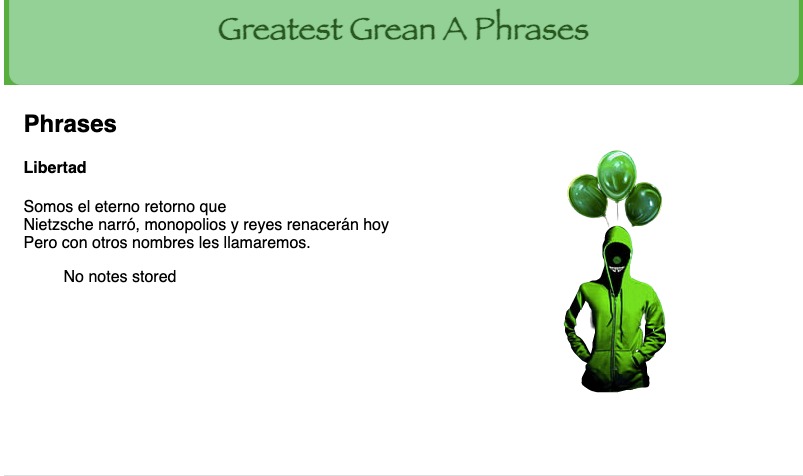 Greatest Grean A Phrases
Phrases
Libertad
Somos el eterno retorno que
Nietzsche narró, monopolios y reyes renacerán hoy
Pero con otros nombres les llamaremos.
No notes stored